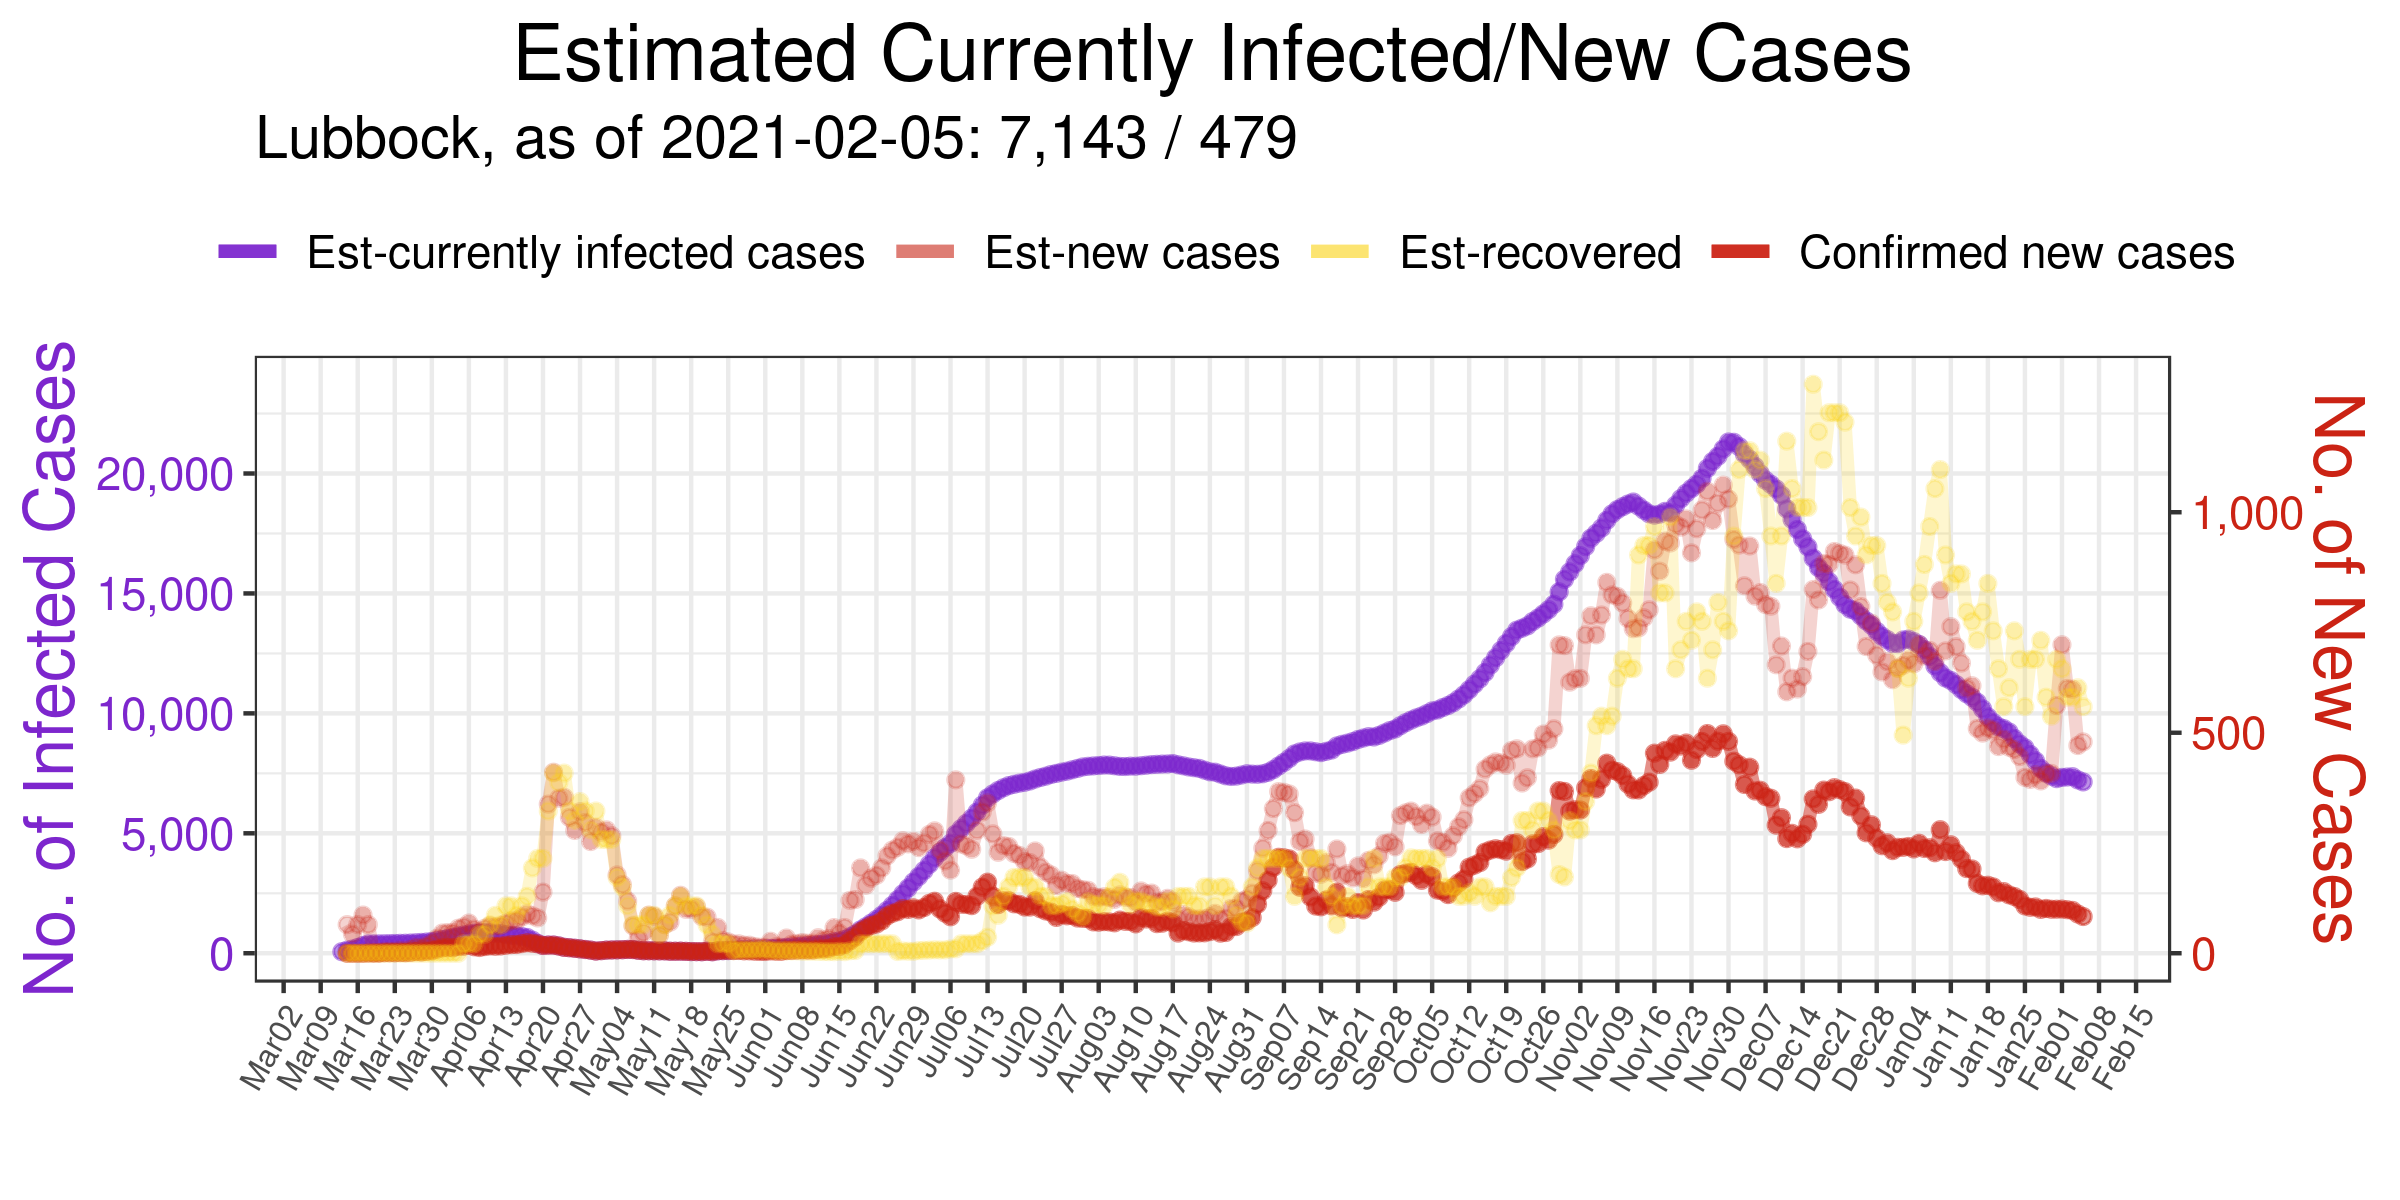 Estimated Currently Infected/New Cases
Lubbock, as of 2021-02-05: 7,143 / 479
Est-currently infected cases Est-new cases Est-recovered Confirmed new cases
No. of Infected Cases
20,000
15,000
10,000
5,000
0
1,000
500
0
No. of New Cases
Mar02 Mar09 Mar16 Mar23 Mar30 Apr06 Apr13 Apr20 Apr27 May04 May11 May18 May25 Jun01 Jun08 Jun15 Jun22 Jun29 Jul06 Jul13 Jul20 Jul27 Aug03 Aug10 Aug17 Aug24 Aug31 Sep07 Sep14 Sep21 Sep28 Oct05 Oct12 Oct19 Oct26 Nov02 Nov09 Nov16 Nov23 Nov30 Dec07 Dec14 Dec21 Dec28 Jan04 Jan11 Jan18 Jan25 Feb01 Feb08 Feb15